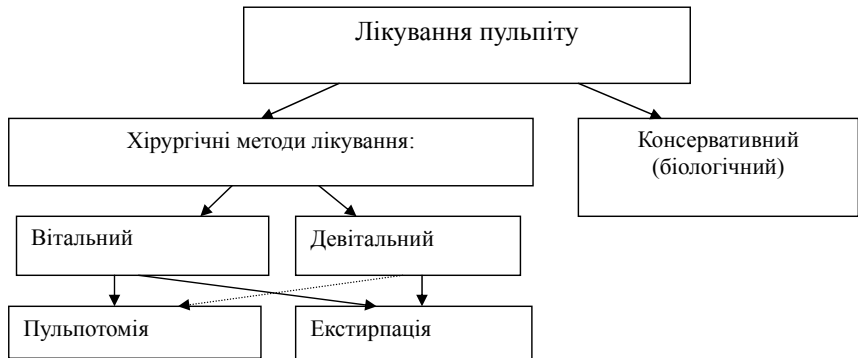 Лікування пульпіту
Хірургічні методи лікування:
Консервативний
(біологічний)
Вітальний
Девітальний
Пульпотомія
Екстирпація